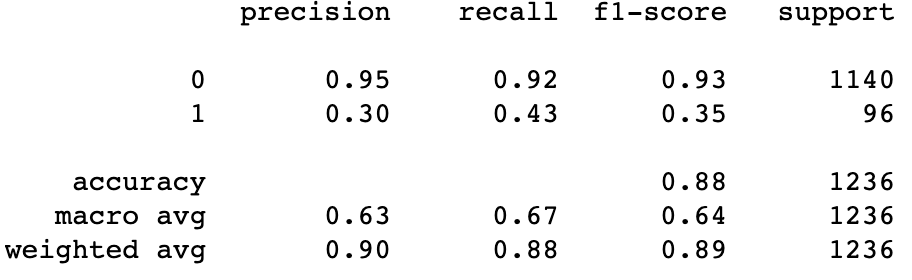 precision recall f1-score support
0 0.95 0.92 0.93 1140
1 0.30 0.43 0.35 96
accuracy 0.88 1236
macro avg 0.63 0.67 0.64 1236
weighted avg 0.90 0.88 0.89 1236